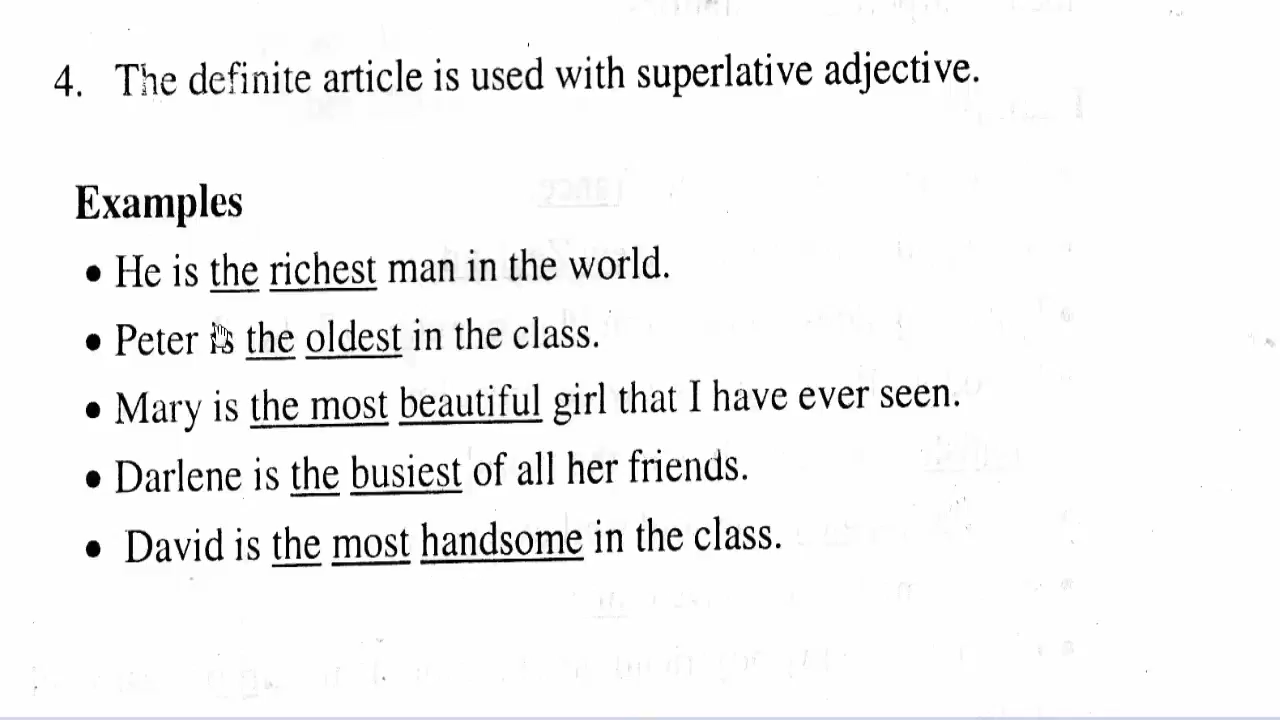 4. The definite article is used with superlative adjective.
Examples
• He is the richest man in the world.
• Peter is the oldest in the class.
• Mary is the most beautiful girl that I have ever seen.
• Darlene is the busiest of all her friends.
• David is the most handsome in the class.